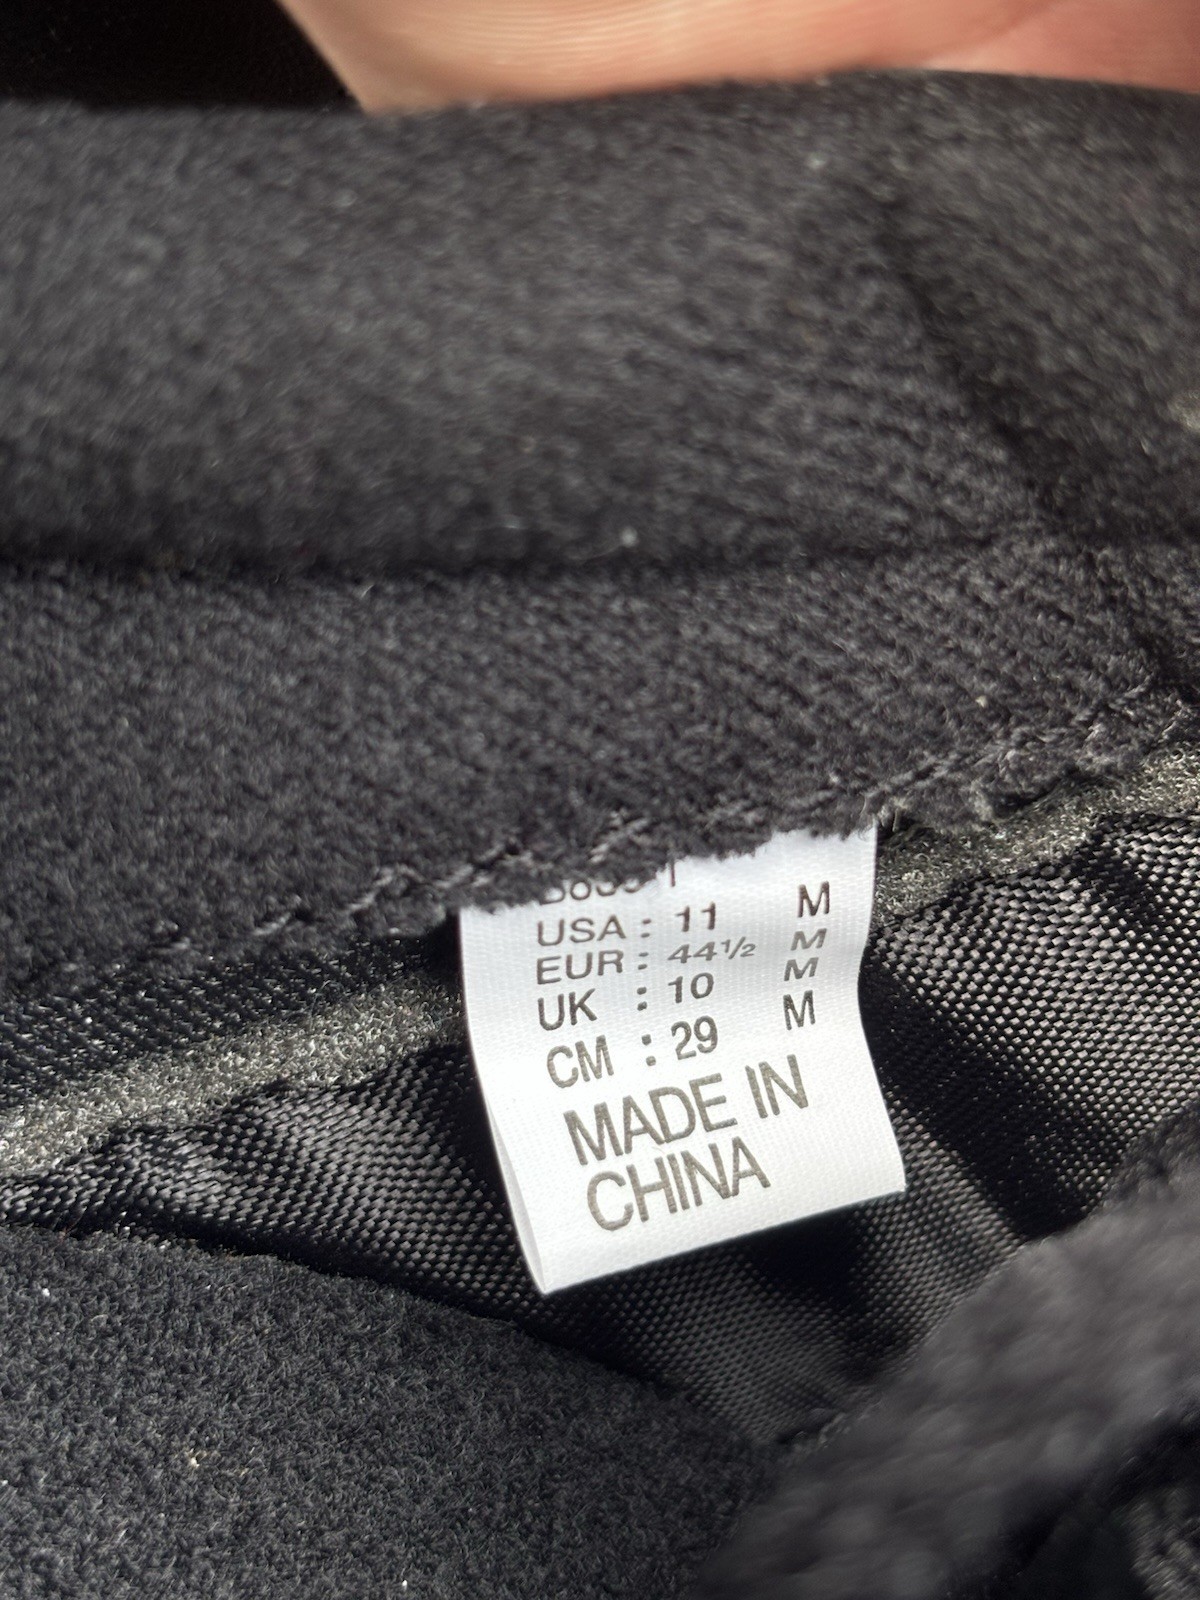 USA : 11 M
EUR : 44½ M
UK : 10 M
CM : 29 M
MADE IN
CHINA